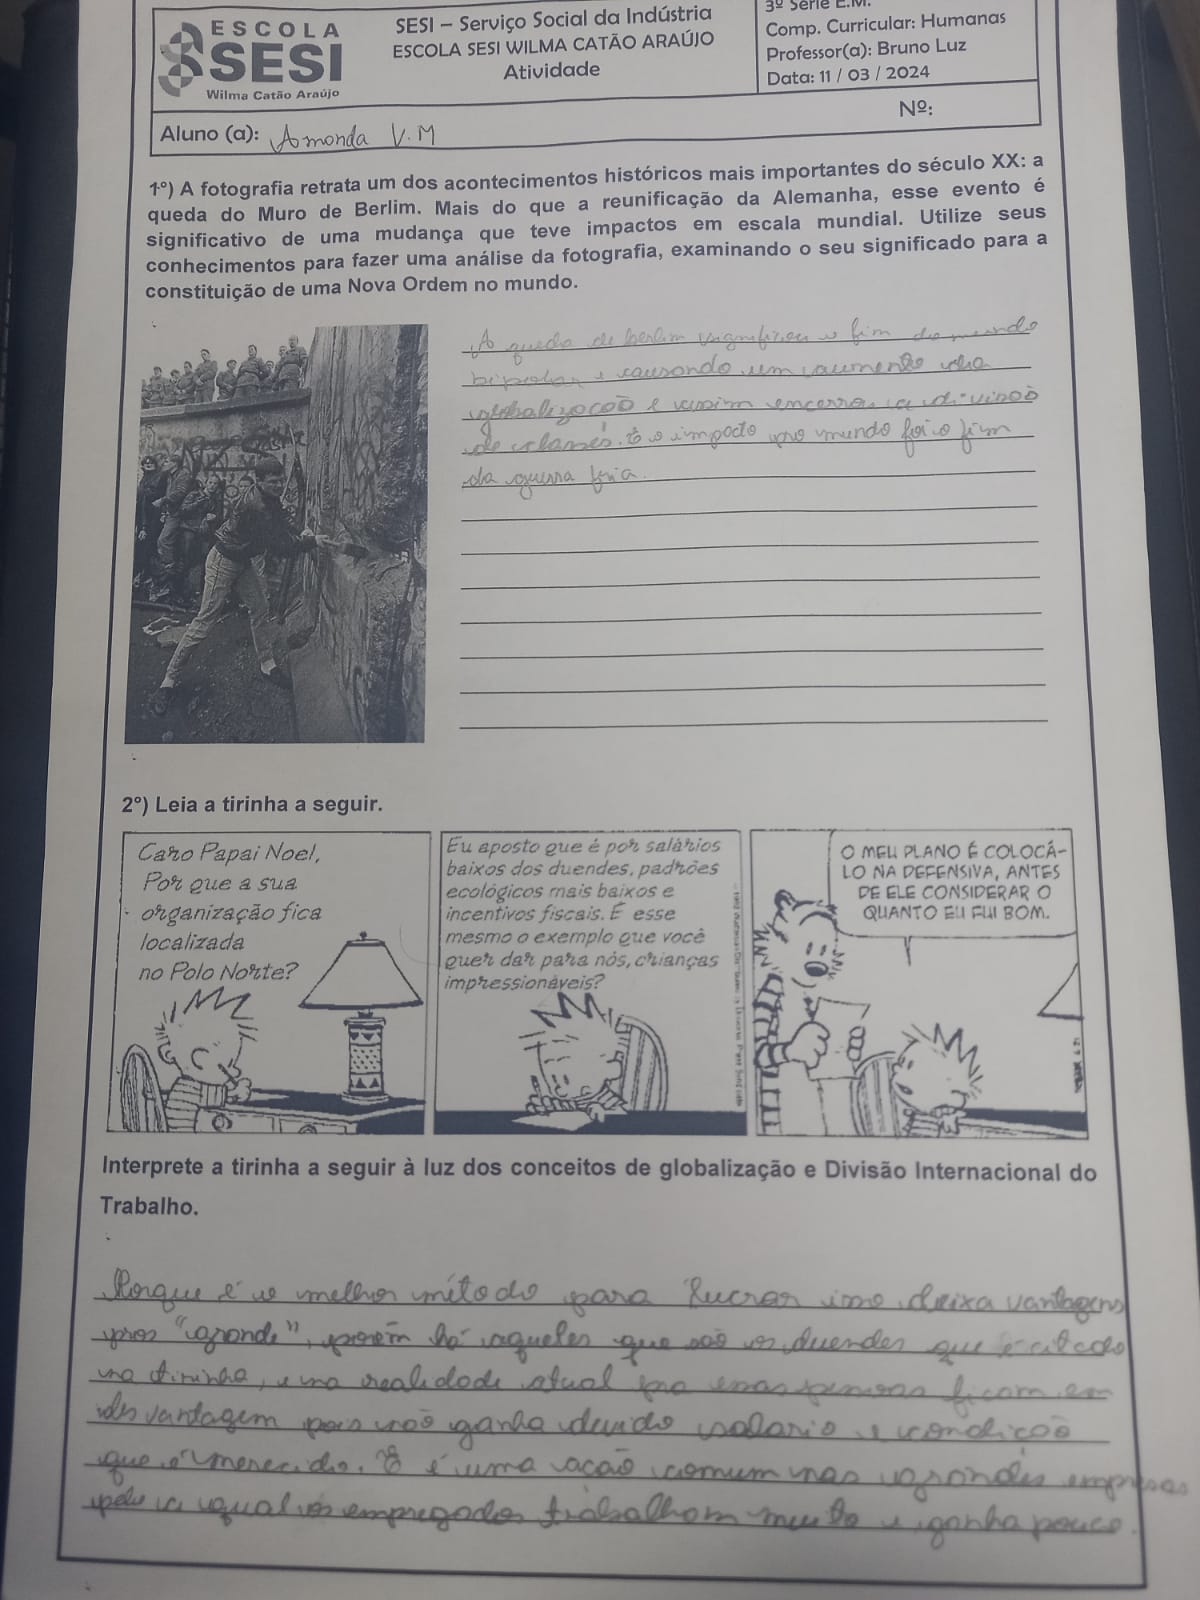 ESCOLA
SESI
Wilma Catão Araújo
SESI – Serviço Social da Indústria
ESCOLA SESI WILMA CATÃO ARAÚJO
Atividade
3º Série E.M.
Comp. Curricular: Humanas
Professor(a): Bruno Luz
Data: 11 / 03 / 2024
Aluno (a): Amanda V.M
Nº:
1º) A fotografia retrata um dos acontecimentos históricos mais importantes do século XX: a
queda do Muro de Berlim. Mais do que a reunificação da Alemanha, esse evento é
significativo de uma mudança que teve impactos em escala mundial. Utilize seus
conhecimentos para fazer uma análise da fotografia, examinando o seu significado para a
constituição de uma Nova Ordem no mundo.
A queda de berlim significou o fim do mundo
bipolar e causando um aumento da
globalização e assim encerrou a divisão
de classes. E o impacto pro mundo foi o fim
da guerra fria.
2º) Leia a tirinha a seguir.
Caro Papai Noel,
Por que a sua
organização fica
localizada
no Polo Norte?
Eu aposto que é por salários
baixos dos duendes, padrões
ecológicos mais baixos e
incentivos fiscais. É esse
mesmo o exemplo que você
quer dar para nós, crianças
impressionáveis?
O MEU PLANO É COLOCÁ-
LO NA DEFENSIVA, ANTES
DE ELE CONSIDERAR O
QUANTO EU FUI BOM.
Interprete a tirinha a seguir à luz dos conceitos de globalização e Divisão Internacional do
Trabalho.
Porque é o melhor método para lucrar isso deixa vantagens
pros "grande", porém há aqueles que são os duendes que é citado
na tirinha, e na realidade atual essas pessoas ficam em
desvantagem pois não ganha devido salario e condição
que é merecido. E é uma ação comum nas grandes empresas
pelo a qual os empregados trabalham muito e ganha pouco.